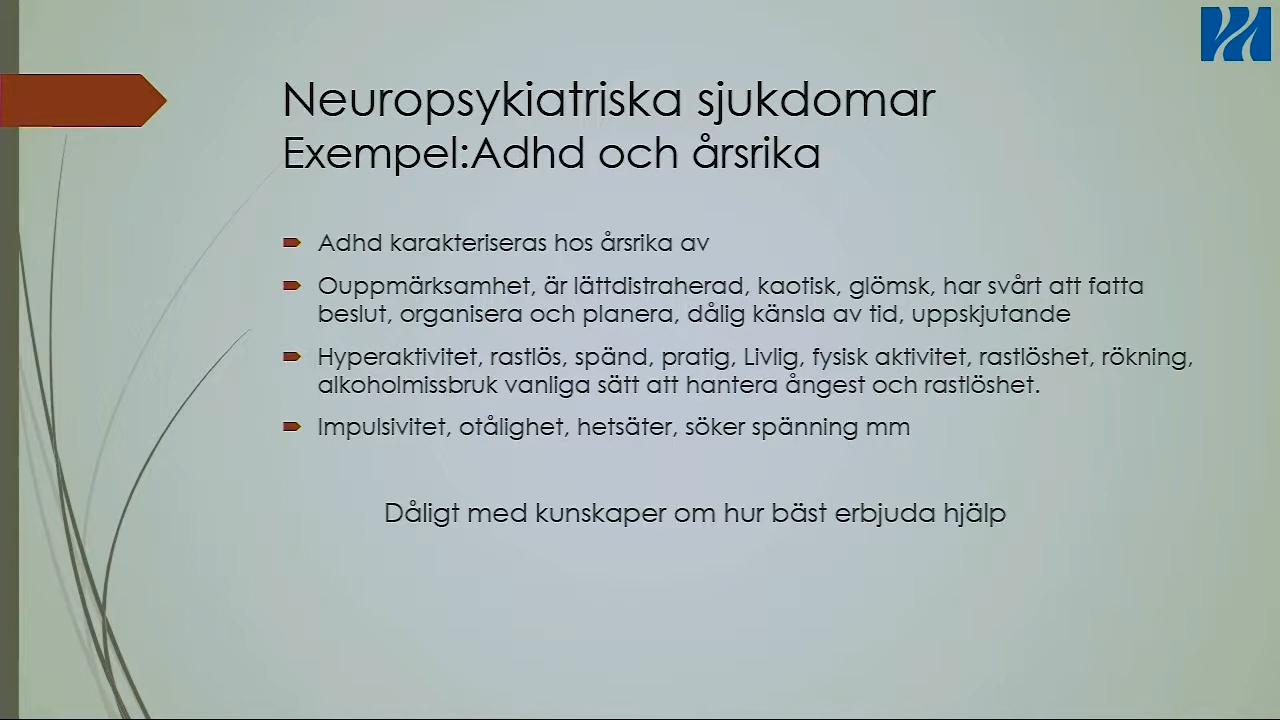 Neuropsykiatriska sjukdomar
Exempel:Adhd och årsrika
Adhd karakteriseras hos årsrika av
Ouppmärksamhet, är lättdistraherad, kaotisk, glömsk, har svårt att fatta
beslut, organisera och planera, dålig känsla av tid, uppskjutande
Hyperaktivitet, rastlös, spänd, pratig, Livlig, fysisk aktivitet, rastlöshet, rökning,
alkoholmissbruk vanliga sätt att hantera ångest och rastlöshet.
Impulsivitet, otålighet, hetsäter, söker spänning mm
Dåligt med kunskaper om hur bäst erbjuda hjälp